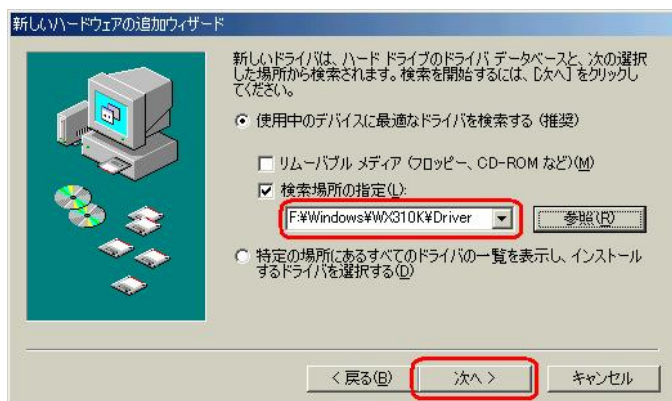 新しいハードウェアの追加ウィザード
新しいドライバは、ハード ドライブのドライバ データベースと、次の選択
した場所から検索されます。検索を開始するには、[次へ] をクリックし
てください。
使用中のデバイスに最適なドライバを検索する (推奨)
リムーバブル メディア (フロッピー、CD-ROM など)(M)
検索場所の指定(L):
F:¥Windows¥WX310K¥Driver
参照(R)
特定の場所にあるすべてのドライバの一覧を表示し、インストール
するドライバを選択する(D)
< 戻る(B)
次へ >
キャンセル